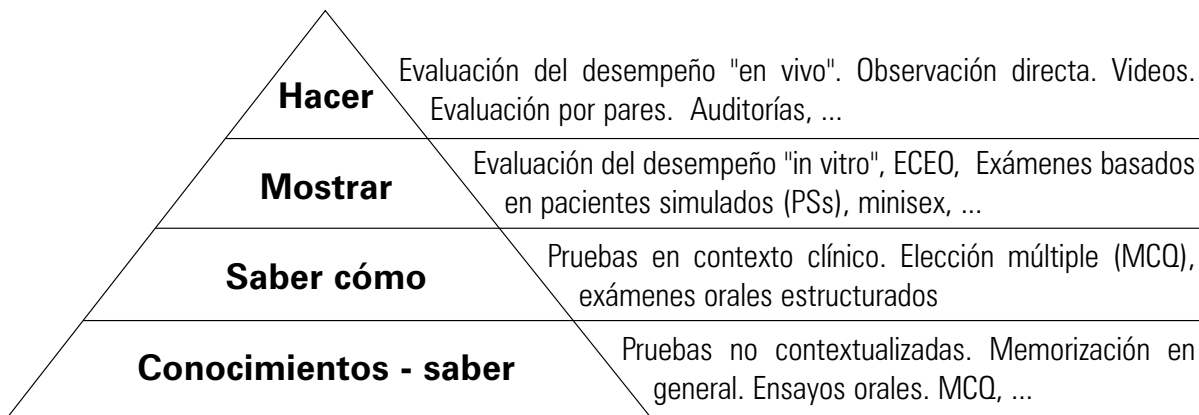 Hacer
Evaluación del desempeño "en vivo". Observación directa. Videos.
Evaluación por pares. Auditorías, ...
Mostrar
Evaluación del desempeño "in vitro", ECEO, Exámenes basados
en pacientes simulados (PSs), minisex, ...
Saber cómo
Pruebas en contexto clínico. Elección múltiple (MCQ),
exámenes orales estructurados
Conocimientos - saber
Pruebas no contextualizadas. Memorización en
general. Ensayos orales. MCQ, ...